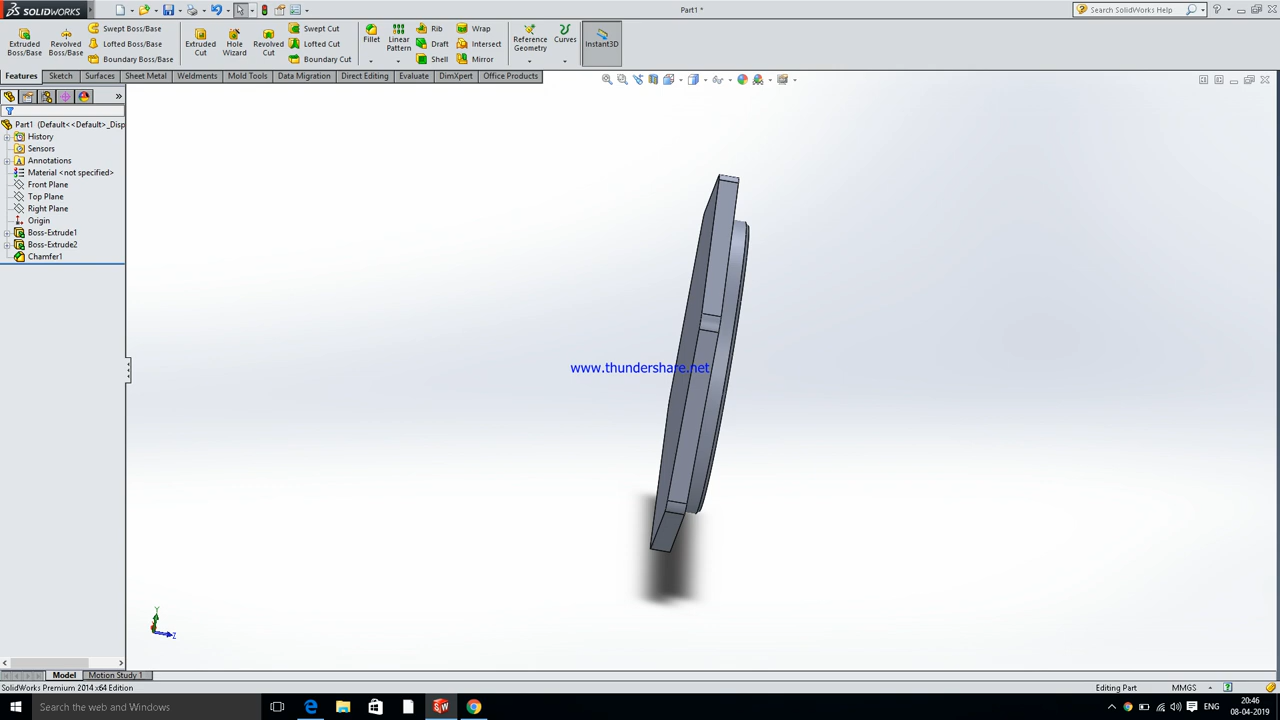 SOLIDWORKS
Part1 *
Search SolidWorks Help
Extruded Boss/Base
Revolved Boss/Base
Swept Boss/Base
Lofted Boss/Base
Boundary Boss/Base
Extruded Cut
Hole Wizard
Revolved Cut
Swept Cut
Lofted Cut
Boundary Cut
Fillet
Linear Pattern
Rib
Draft
Shell
Wrap
Intersect
Mirror
Reference Geometry
Curves
Instant3D
Features
Sketch
Surfaces
Sheet Metal
Weldments
Mold Tools
Data Migration
Direct Editing
Evaluate
DimXpert
Office Products
Part1 (Default<<Default>_Disp
History
Sensors
Annotations
Material <not specified>
Front Plane
Top Plane
Right Plane
Origin
Boss-Extrude1
Boss-Extrude2
Chamfer1
www.thundershare.net
Y
Z
Model
Motion Study 1
SolidWorks Premium 2014 x64 Edition
Editing Part
MMGS
Search the web and Windows
ENG
20:46
08-04-2019